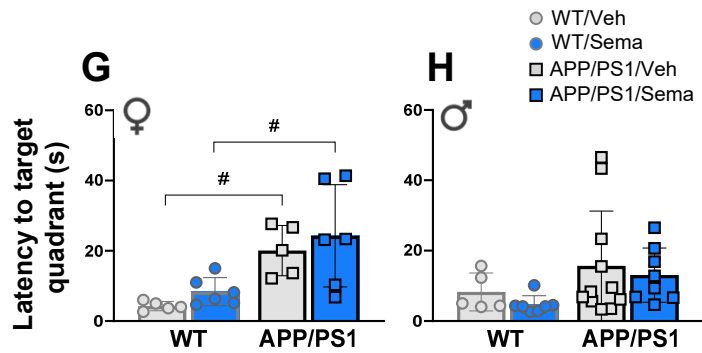 WT/Veh
WT/Sema
APP/PS1/Veh
APP/PS1/Sema
G
H
Latency to target
quadrant (s)
♀
♂
60
40
20
0
#
#
WT
APP/PS1
60
40
20
0
WT
APP/PS1